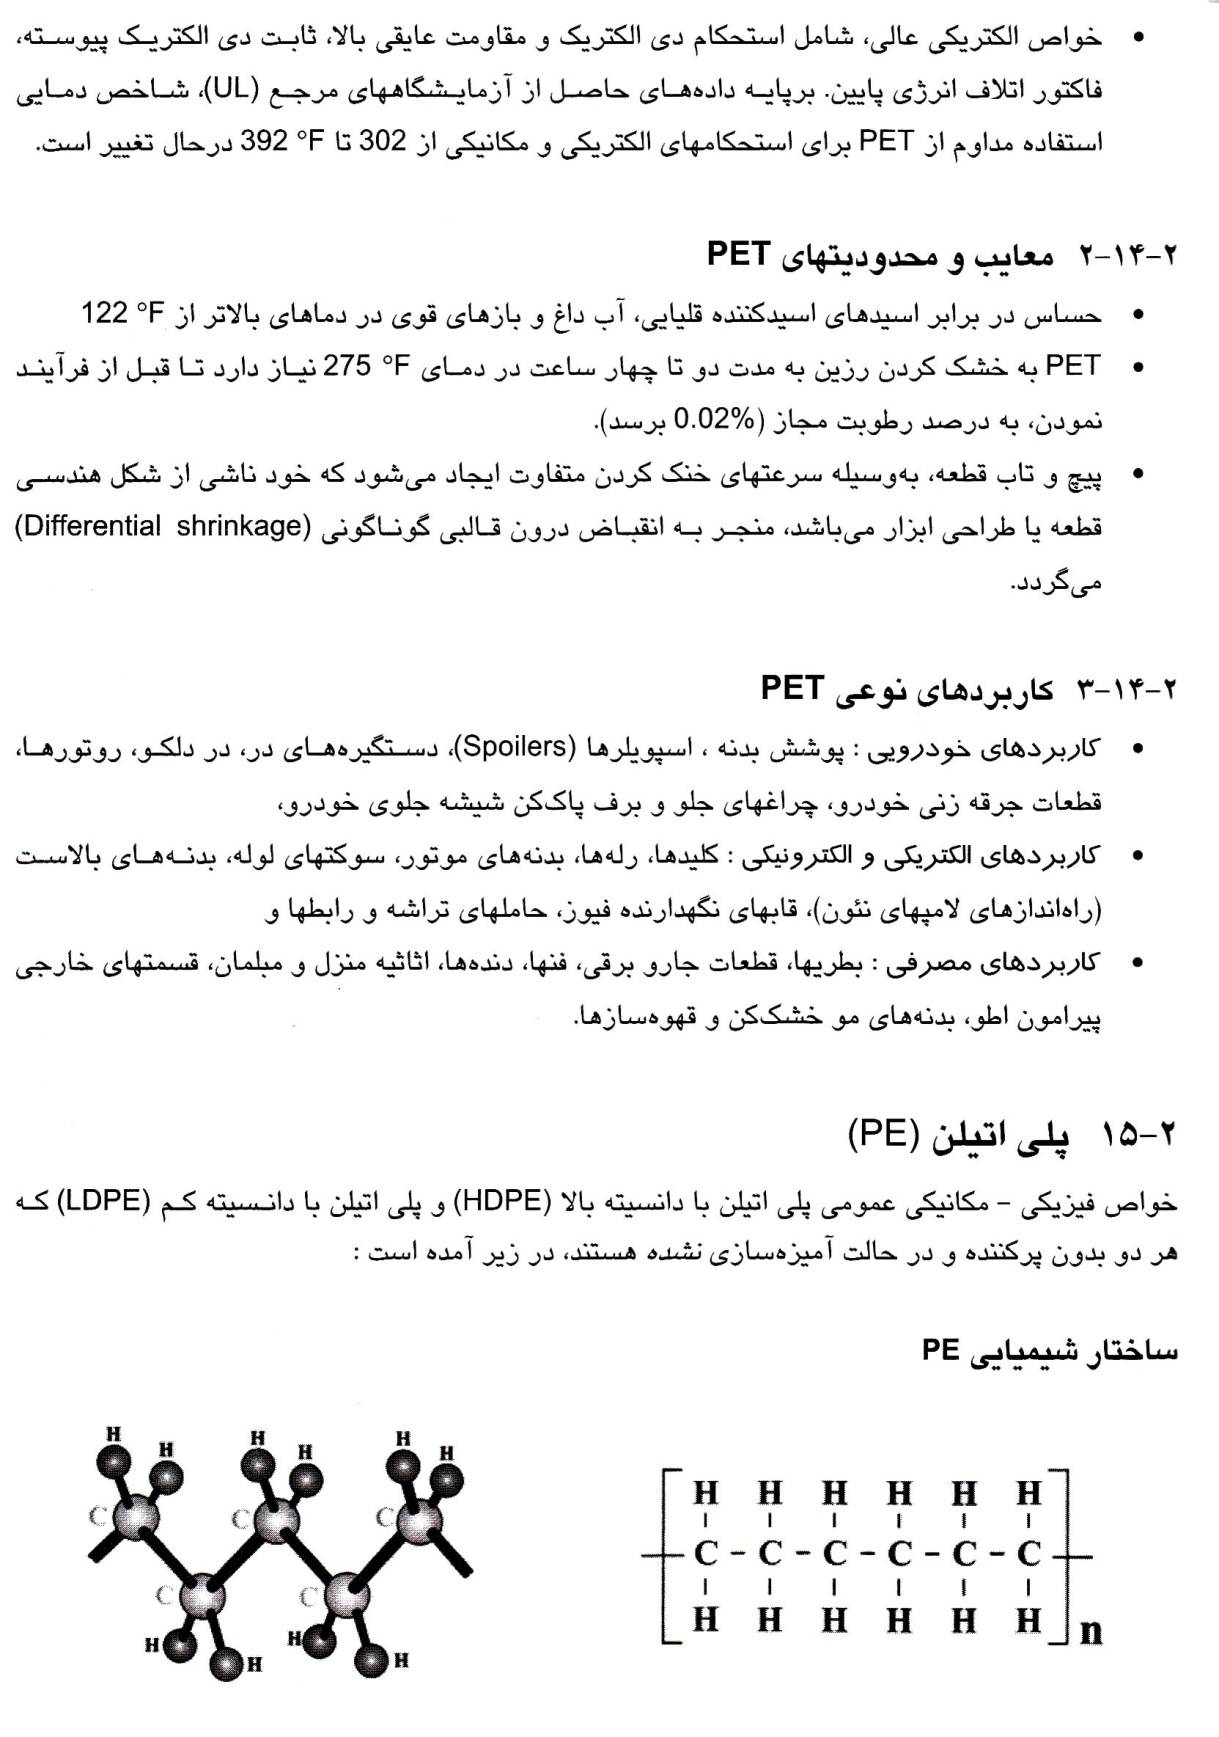 • خواص الکتریکی عالی، شامل استحکام دی الکتریک و مقاومت عایقی بالا، ثابت دی الکتریک پیوسته،
فاکتور اتلاف انرژی پایین. برپایه داده‌های حاصل از آزمایشگاههای مرجع (UL)، شاخص دمایی
استفاده مداوم از PET برای استحکامهای الکتریکی و مکانیکی از 302 تا 392 °F درحال تغییر است.
۲-۱۴-۲ معایب و محدودیتهای PET
• حساس در برابر اسیدهای اسیدکننده قلیایی، آب داغ و بازهای قوی در دماهای بالاتر از 122 °F
• PET به خشک کردن رزین به مدت دو تا چهار ساعت در دمای 275 °F نیاز دارد تا قبل از فرآیند
نمودن، به درصد رطوبت مجاز (0.02% برسد).
• پیچ و تاب قطعه، به‌وسیله سرعتهای خنک کردن متفاوت ایجاد می‌شود که خود ناشی از شکل هندسی
قطعه یا طراحی ابزار می‌باشد، منجر به انقباض درون قالبی گوناگونی (Differential shrinkage)
می‌گردد.
۲-۱۴-۳ کاربردهای نوعی PET
• کاربردهای خودرویی : پوشش بدنه ، اسپویلرها (Spoilers)، دستگیره‌های در، در دلکو، روتورها،
قطعات جرقه زنی خودرو، چراغهای جلو و برف پاک‌کن شیشه جلوی خودرو،
• کاربردهای الکتریکی و الکترونیکی : کلیدها، رله‌ها، بدنه‌های موتور، سوکتهای لوله، بدنه‌های بالاست
(راه‌اندازهای لامپهای نئون)، قابهای نگهدارنده فیوز، حاملهای تراشه و رابطها و
• کاربردهای مصرفی : بطریها، قطعات جارو برقی، فنها، دنده‌ها، اثاثیه منزل و مبلمان، قسمتهای خارجی
پیرامون اطو، بدنه‌های مو خشک‌کن و قهوه‌سازها.
۲-۱۵ پلی اتیلن (PE)
خواص فیزیکی – مکانیکی عمومی پلی اتیلن با دانسیته بالا (HDPE) و پلی اتیلن با دانسیته کم (LDPE) که
هر دو بدون پرکننده و در حالت آمیزه‌سازی نشده هستند، در زیر آمده است :
ساختار شیمیایی PE
H H H H H H
H H H H H H
C C C
C C
H H H H
H H H H H H
C - C - C - C - C - C
H H H H H H
n